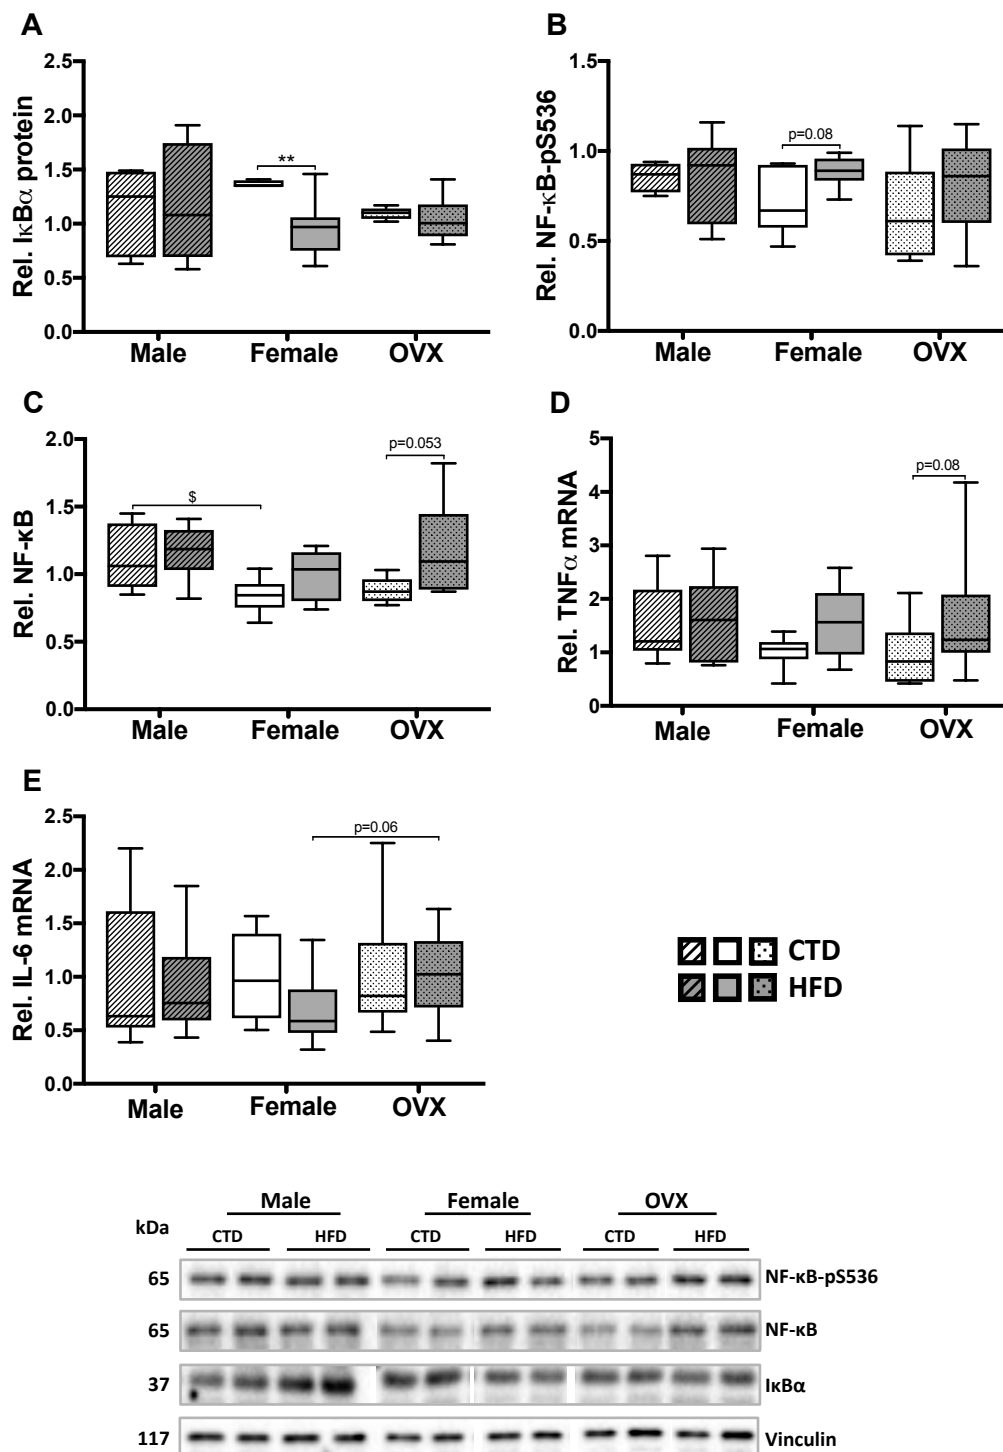 A
Rel. IκBα protein
2.5
2.0
1.5
1.0
0.5
0.0
**
Male Female OVX
B
Rel. NF-κB-pS536
1.5
1.0
0.5
0.0
p=0.08
Male Female OVX
C
Rel. NF-κB
2.0
1.5
1.0
0.5
0.0
$
p=0.053
Male Female OVX
D
Rel. TNFα mRNA
5
4
3
2
1
0
p=0.08
Male Female OVX
E
Rel. IL-6 mRNA
2.5
2.0
1.5
1.0
0.5
0.0
p=0.06
Male Female OVX
CTD
HFD
Male Female OVX
kDa CTD HFD CTD HFD CTD HFD
65 NF-κB-pS536
65 NF-κB
37 IκBα
117 Vinculin